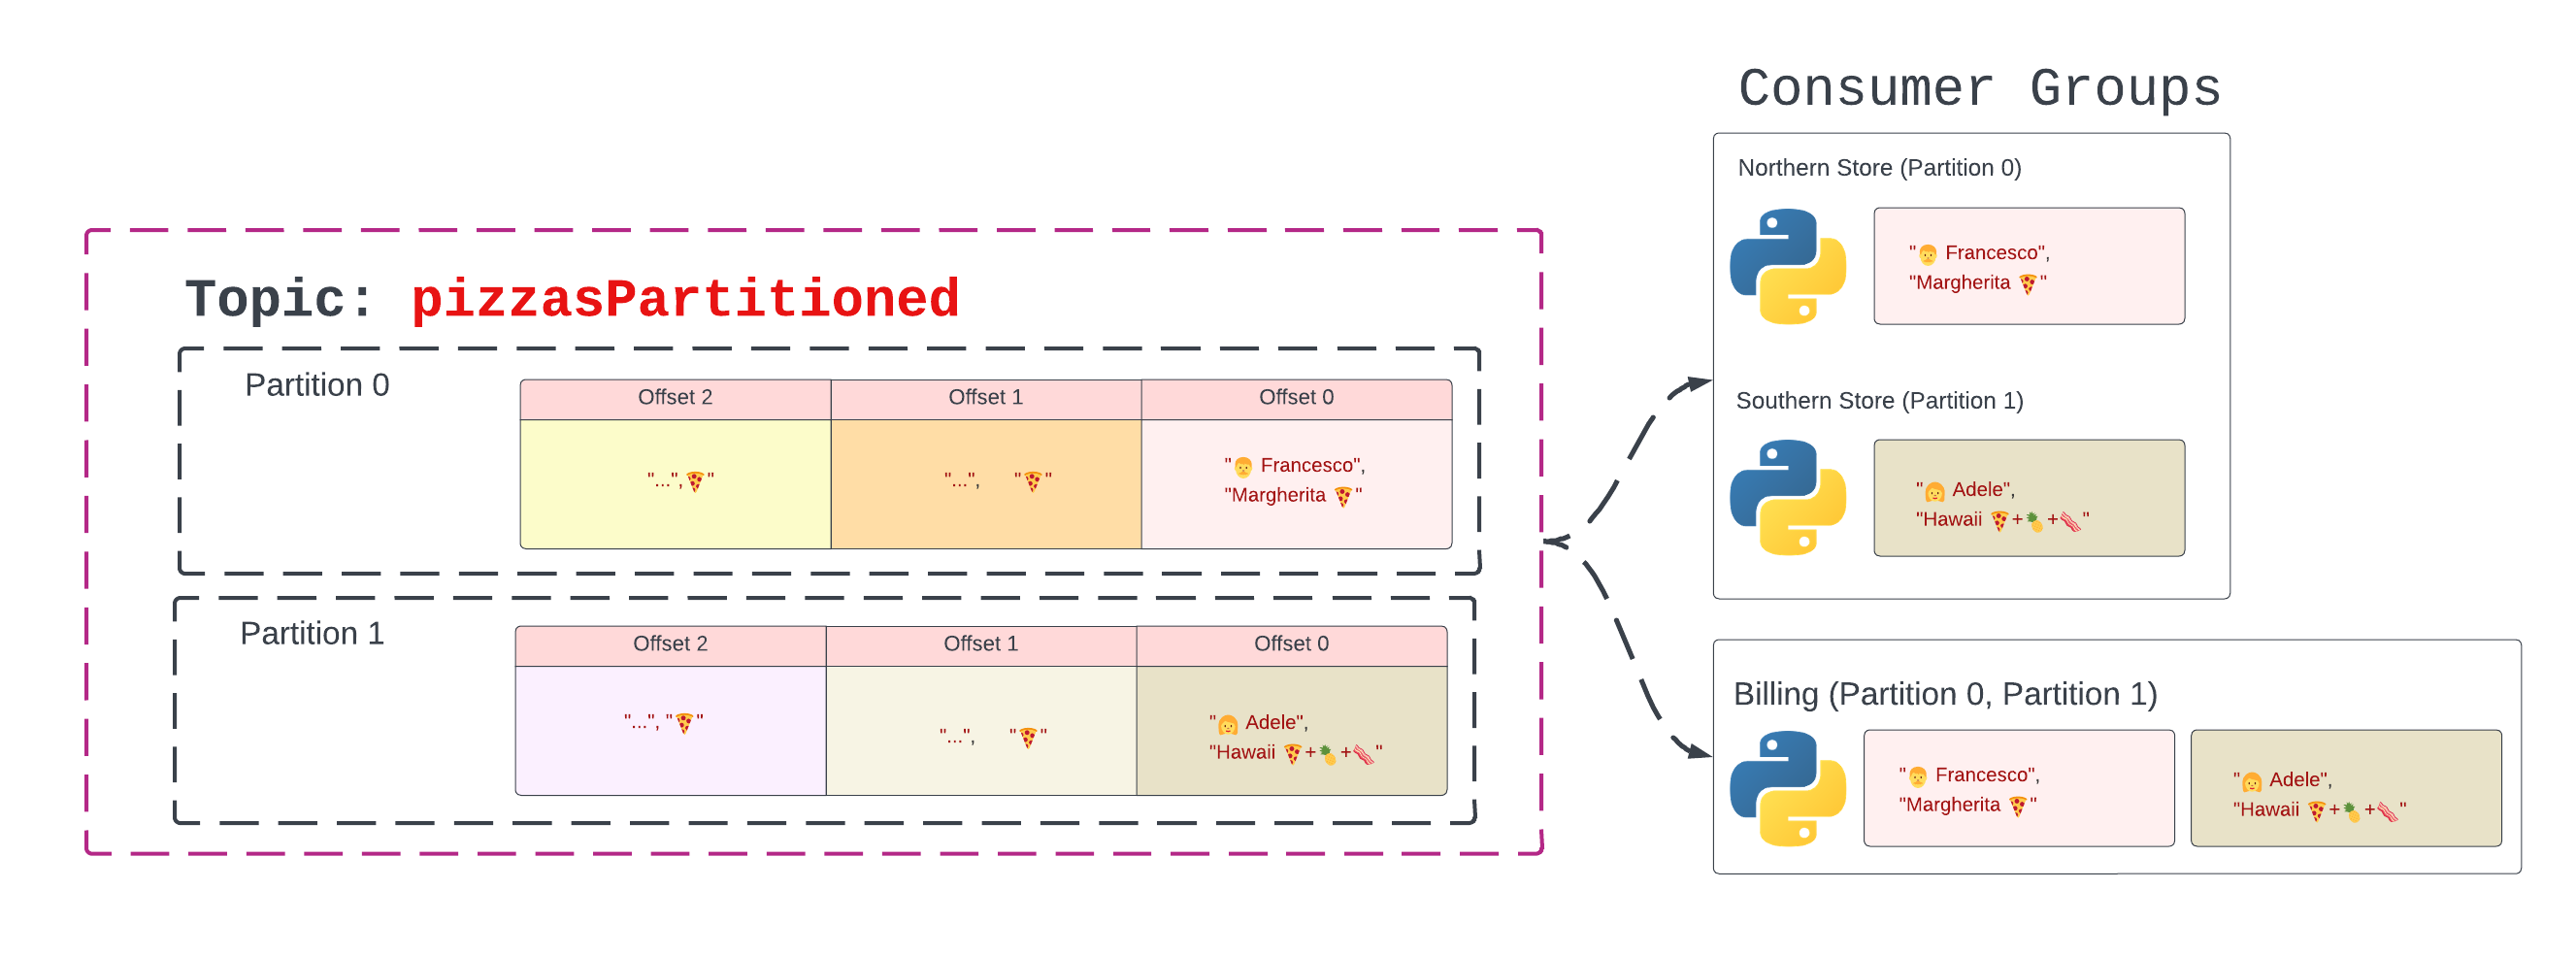 Consumer Groups
Northern Store (Partition 0)
"👨 Francesco",
"Margherita 🍕"
Southern Store (Partition 1)
"👩 Adele",
"Hawaii 🍕+🍍+🥓"
Topic: pizzasPartitioned
Partition 0
Offset 2
Offset 1
Offset 0
"...",🍕"
"...", "🍕"
"👨 Francesco",
"Margherita 🍕"
Partition 1
Offset 2
Offset 1
Offset 0
"...", "🍕"
"...", "🍕"
"👩 Adele",
"Hawaii 🍕+🍍+🥓"
Billing (Partition 0, Partition 1)
"👨 Francesco",
"Margherita 🍕"
"👩 Adele",
"Hawaii 🍕+🍍+🥓"